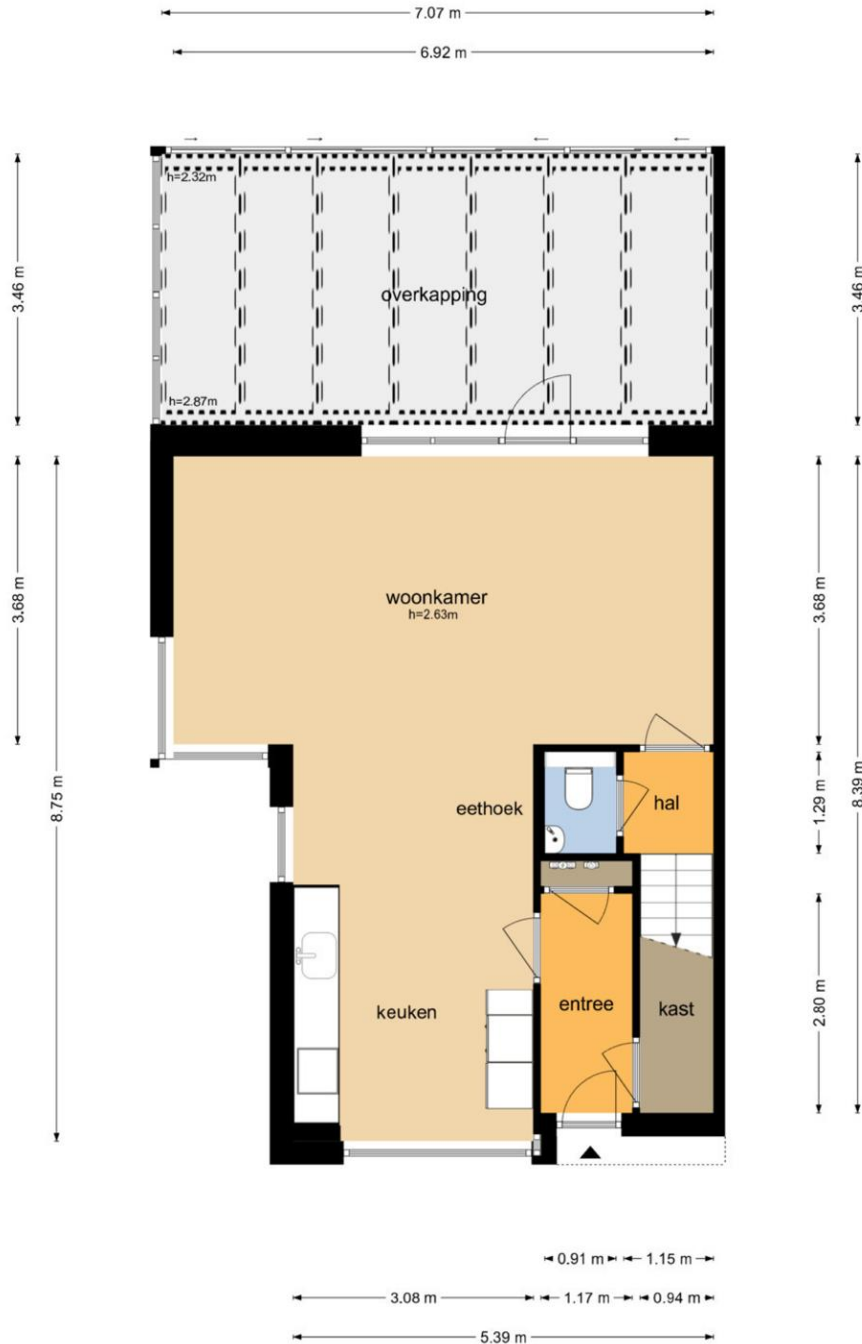 7.07 m
6.92 m
h=2.32m
3.46 m
3.46 m
overkapping
h=2.87m
woonkamer
h=2.63m
3.68 m
3.68 m
8.75 m
8.39 m
eethoek
hal
1.29 m
keuken
entree
kast
2.80 m
0.91 m
1.15 m
3.08 m
1.17 m
0.94 m
5.39 m